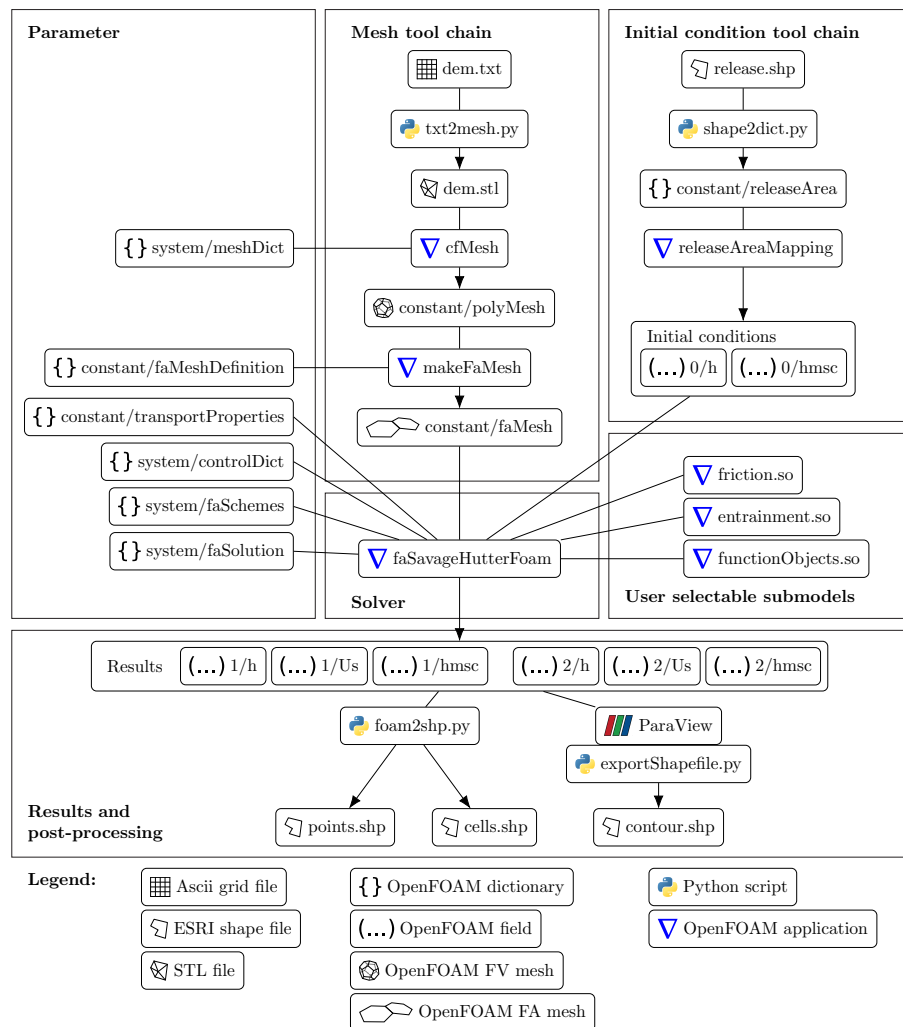 Parameter
Mesh tool chain
Initial condition tool chain
dem.txt
release.shp
txt2mesh.py
shape2dict.py
dem.stl
{} constant/releaseArea
{} system/meshDict
cfMesh
releaseAreaMapping
constant/polyMesh
Initial conditions
(...) 0/h
(...) 0/hmsc
{} constant/faMeshDefinition
makeFaMesh
{} constant/transportProperties
constant/faMesh
{} system/controlDict
friction.so
{} system/faSchemes
entrainment.so
{} system/faSolution
faSavageHutterFoam
functionObjects.so
Solver
User selectable submodels
Results
(...) 1/h
(...) 1/Us
(...) 1/hmsc
(...) 2/h
(...) 2/Us
(...) 2/hmsc
foam2shp.py
ParaView
exportShapefile.py
Results and
post-processing
points.shp
cells.shp
contour.shp
Legend:
Ascii grid file
{} OpenFOAM dictionary
Python script
ESRI shape file
(...) OpenFOAM field
OpenFOAM application
STL file
OpenFOAM FV mesh
OpenFOAM FA mesh